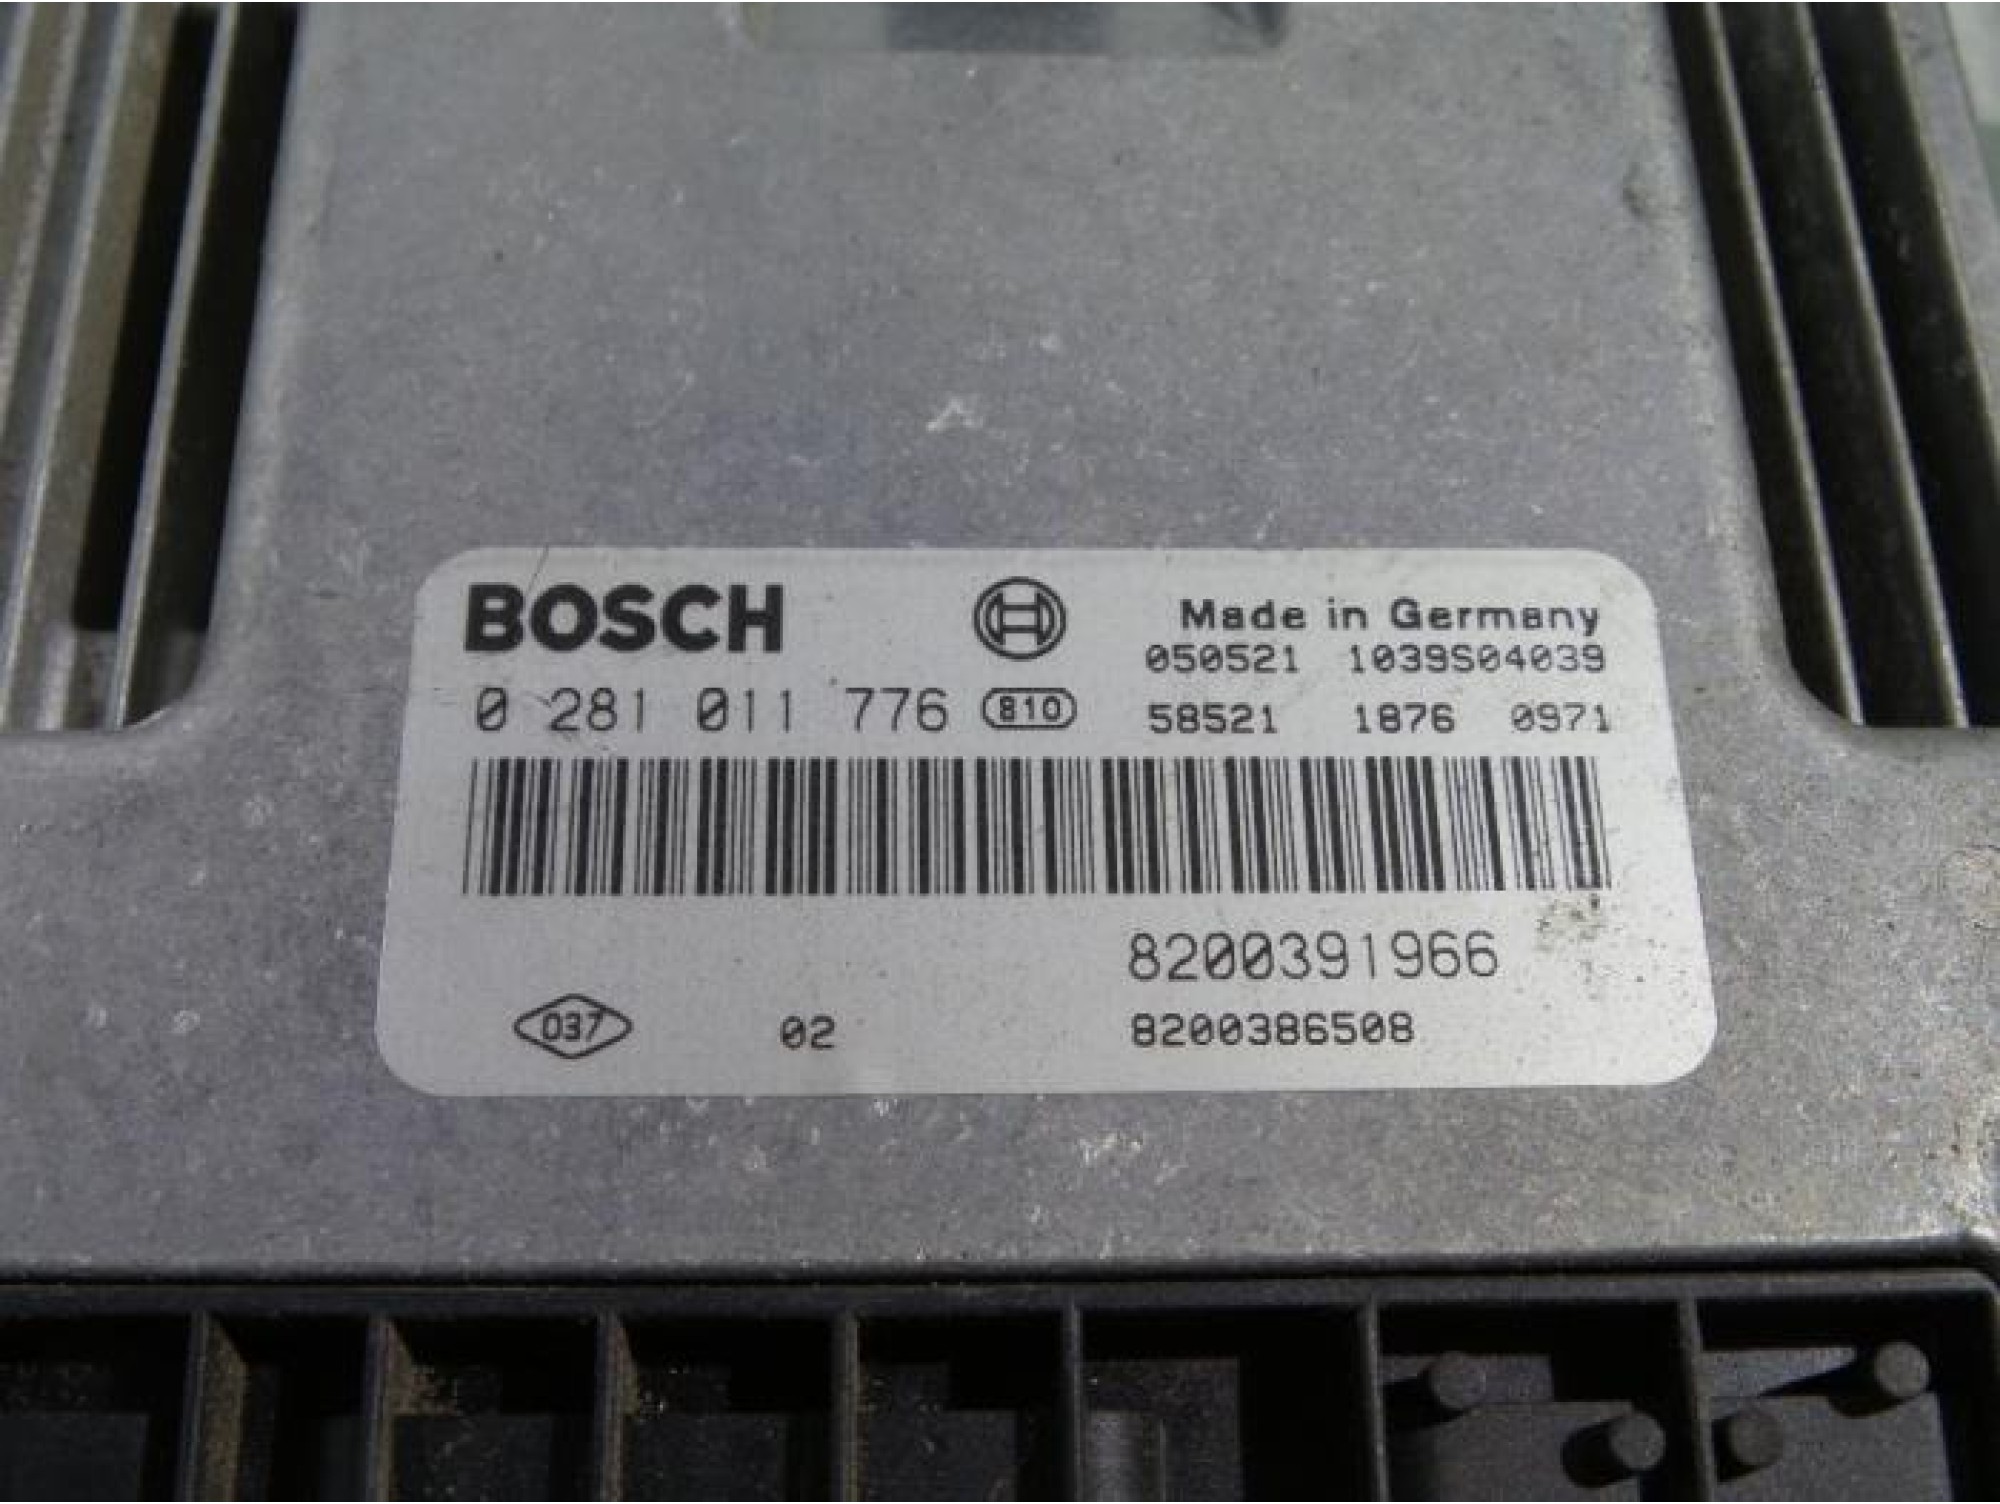 BOSCH
Made in Germany
050521 1039S04039
0 281 011 776 810 58521 1876 0971
8200391966
037 02 8200386508